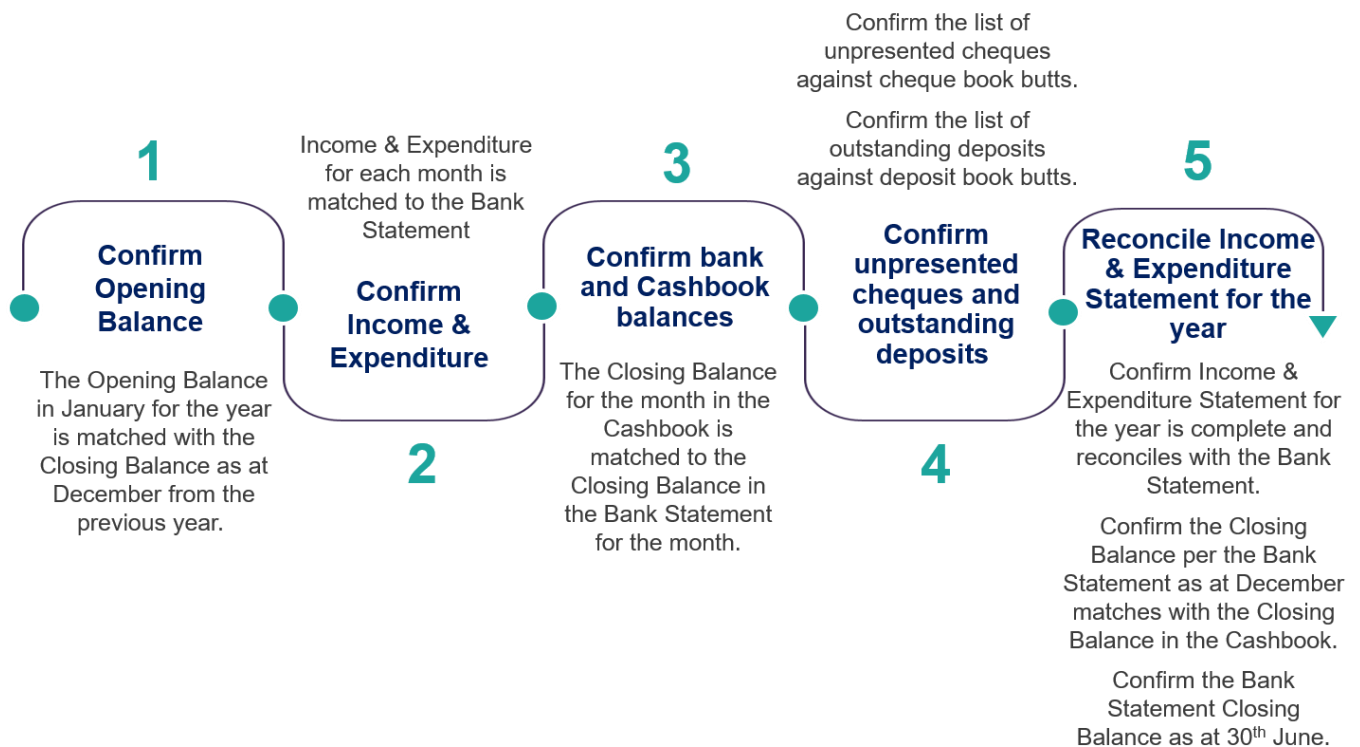 1
Confirm
Opening
Balance
The Opening Balance
in January for the year
is matched with the
Closing Balance as at
December from the
previous year.
Income & Expenditure
for each month is
matched to the Bank
Statement
Confirm
Income &
Expenditure
2
3
Confirm bank
and Cashbook
balances
The Closing Balance
for the month in the
Cashbook is
matched to the
Closing Balance in
the Bank Statement
for the month.
Confirm the list of
unpresented cheques
against cheque book butts.
Confirm the list of
outstanding deposits
against deposit book butts.
Confirm
unpresented
cheques and
outstanding
deposits
4
5
Reconcile Income
& Expenditure
Statement for the
year
Confirm Income &
Expenditure Statement for
the year is complete and
reconciles with the Bank
Statement.
Confirm the Closing
Balance per the Bank
Statement as at December
matches with the Closing
Balance in the Cashbook.
Confirm the Bank
Statement Closing
Balance as at 30th June.